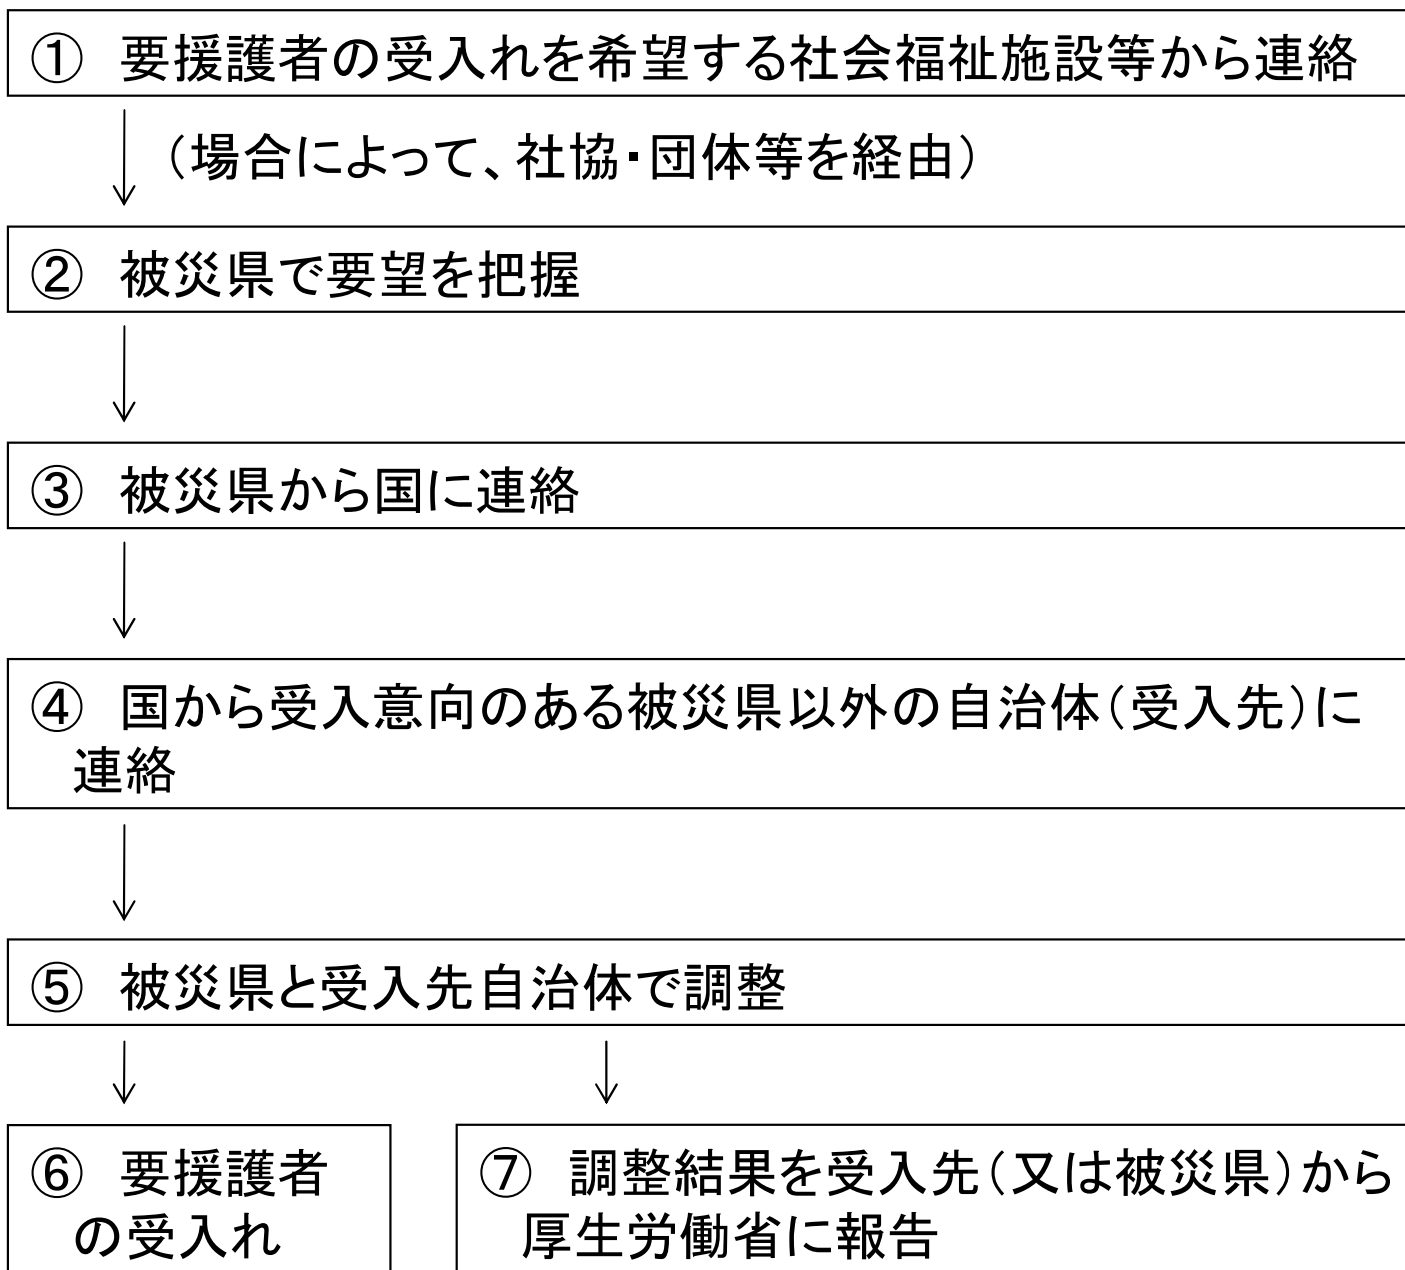 ① 要援護者の受入れを希望する社会福祉施設等から連絡
（場合によって、社協・団体等を経由）
② 被災県で要望を把握
③ 被災県から国に連絡
④ 国から受入意向のある被災県以外の自治体（受入先）に
連絡
⑤ 被災県と受入先自治体で調整
⑥ 要援護者
の受入れ
⑦ 調整結果を受入先（又は被災県）から
厚生労働省に報告